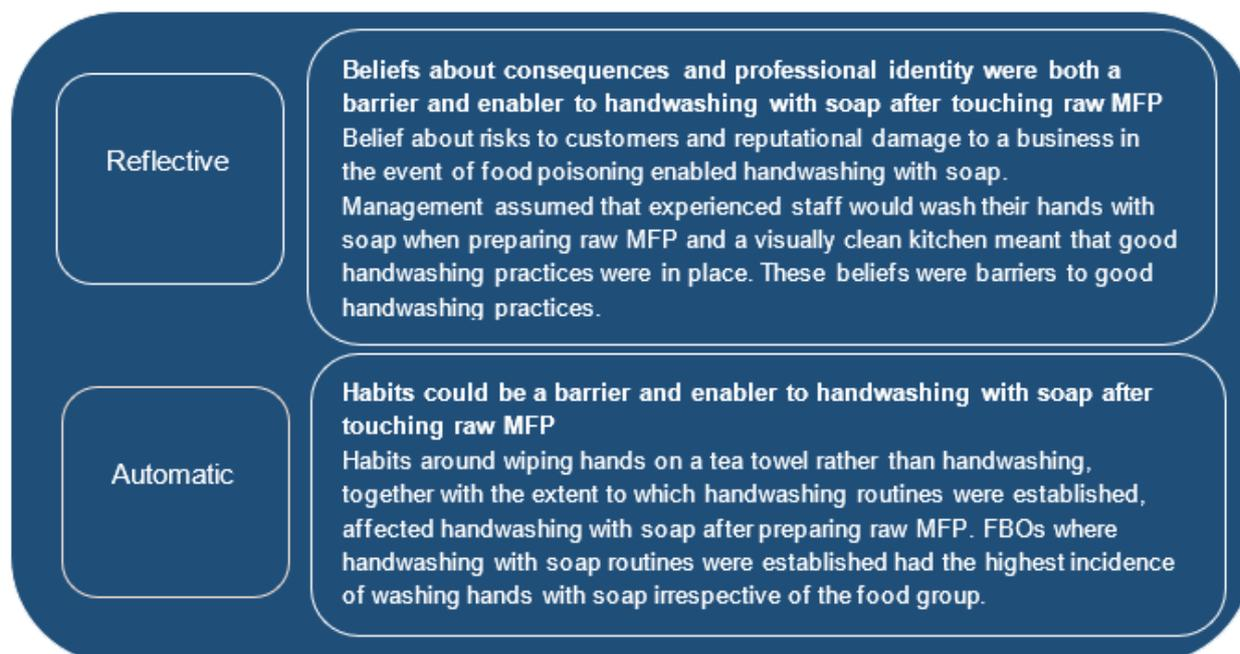 Reflective
Beliefs about consequences and professional identity were both a
barrier and enabler to handwashing with soap after touching raw MFP
Belief about risks to customers and reputational damage to a business in
the event of food poisoning enabled handwashing with soap.
Management assumed that experienced staff would wash their hands with
soap when preparing raw MFP and a visually clean kitchen meant that good
handwashing practices were in place. These beliefs were barriers to good
handwashing practices.
Automatic
Habits could be a barrier and enabler to handwashing with soap after
touching raw MFP
Habits around wiping hands on a tea towel rather than handwashing,
together with the extent to which handwashing routines were established,
affected handwashing with soap after preparing raw MFP. FBOs where
handwashing with soap routines were established had the highest incidence
of washing hands with soap irrespective of the food group.